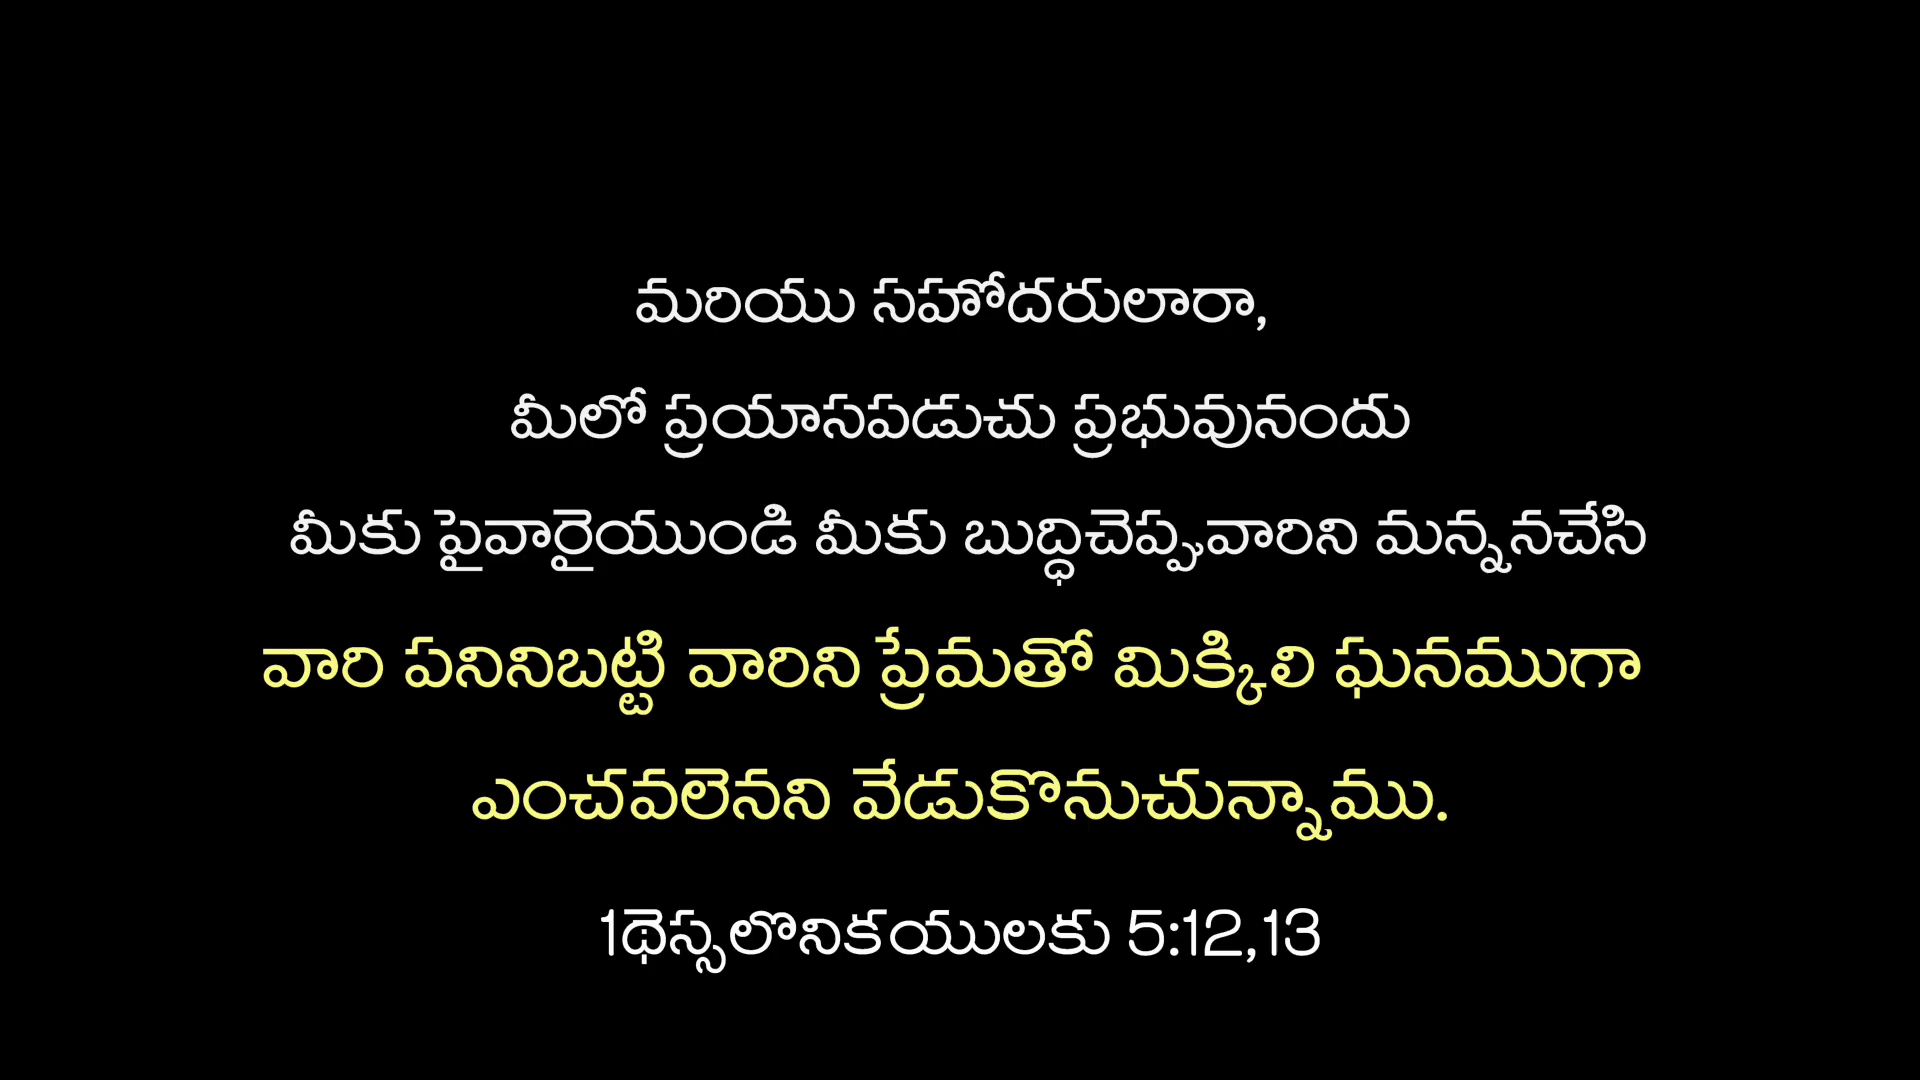 మరియు సహోదరులారా,
మీలో ప్రయాసపడుచు ప్రభువునందు
మీకు పైవారైయుండి మీకు బుద్ధిచెప్పువారిని మన్ననచేసి
వారి పనినిబట్టి వారిని ప్రేమతో మిక్కిలి ఘనముగా
ఎంచవలెనని వేడుకొనుచున్నాము.
1థెస్సలొనికయులకు 5:12,13